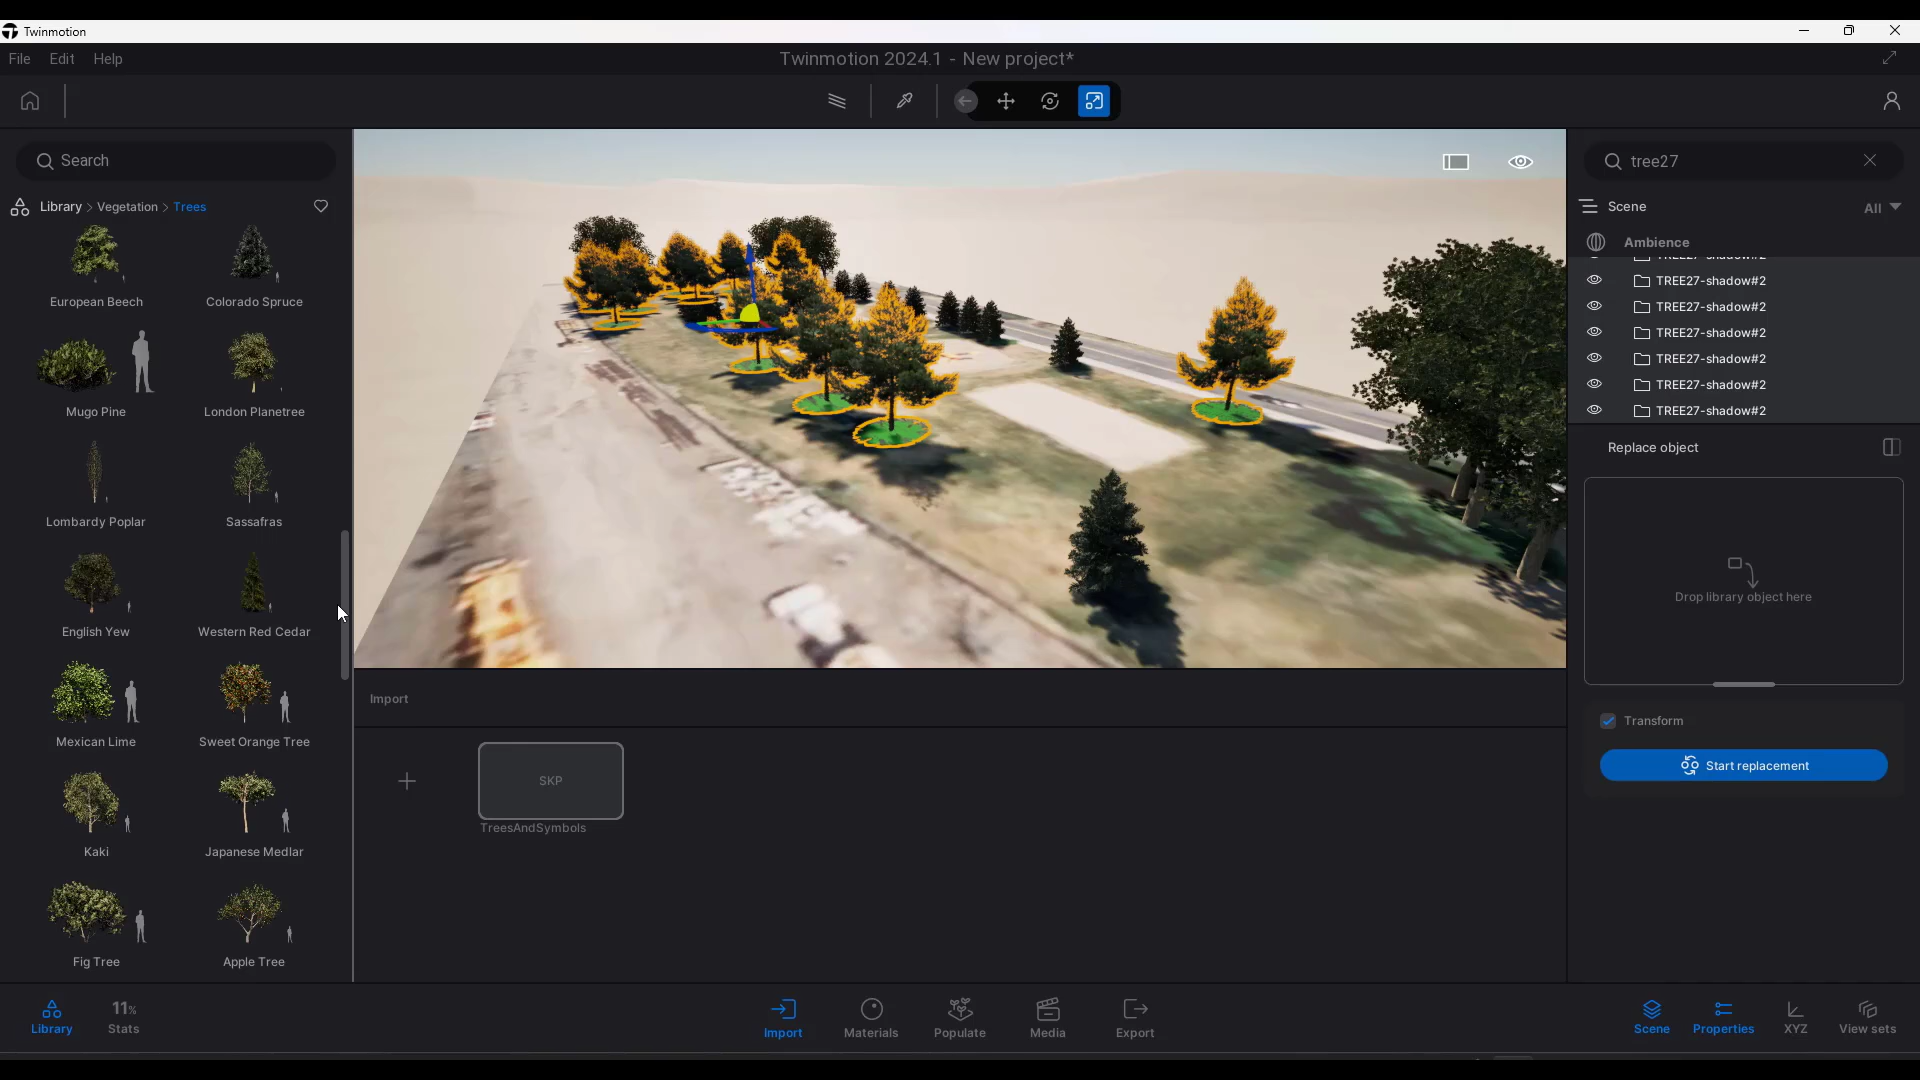 Twinmotion
File Edit Help
Twinmotion 2024.1 - New project*
Search
Library > Vegetation > Trees
European Beech
Colorado Spruce
Mugo Pine
London Planetree
Lombardy Poplar
Sassafras
English Yew
Western Red Cedar
Mexican Lime
Sweet Orange Tree
Kaki
Japanese Medlar
Fig Tree
Apple Tree
tree27
Scene
All
Ambience
TREE27-shadow#2
TREE27-shadow#2
TREE27-shadow#2
TREE27-shadow#2
TREE27-shadow#2
TREE27-shadow#2
TREE27-shadow#2
Replace object
Drop library object here
Transform
Start replacement
Import
SKP
TreesAndSymbols
Library
11%
Stats
Import
Materials
Populate
Media
Export
Scene
Properties
XYZ
View sets